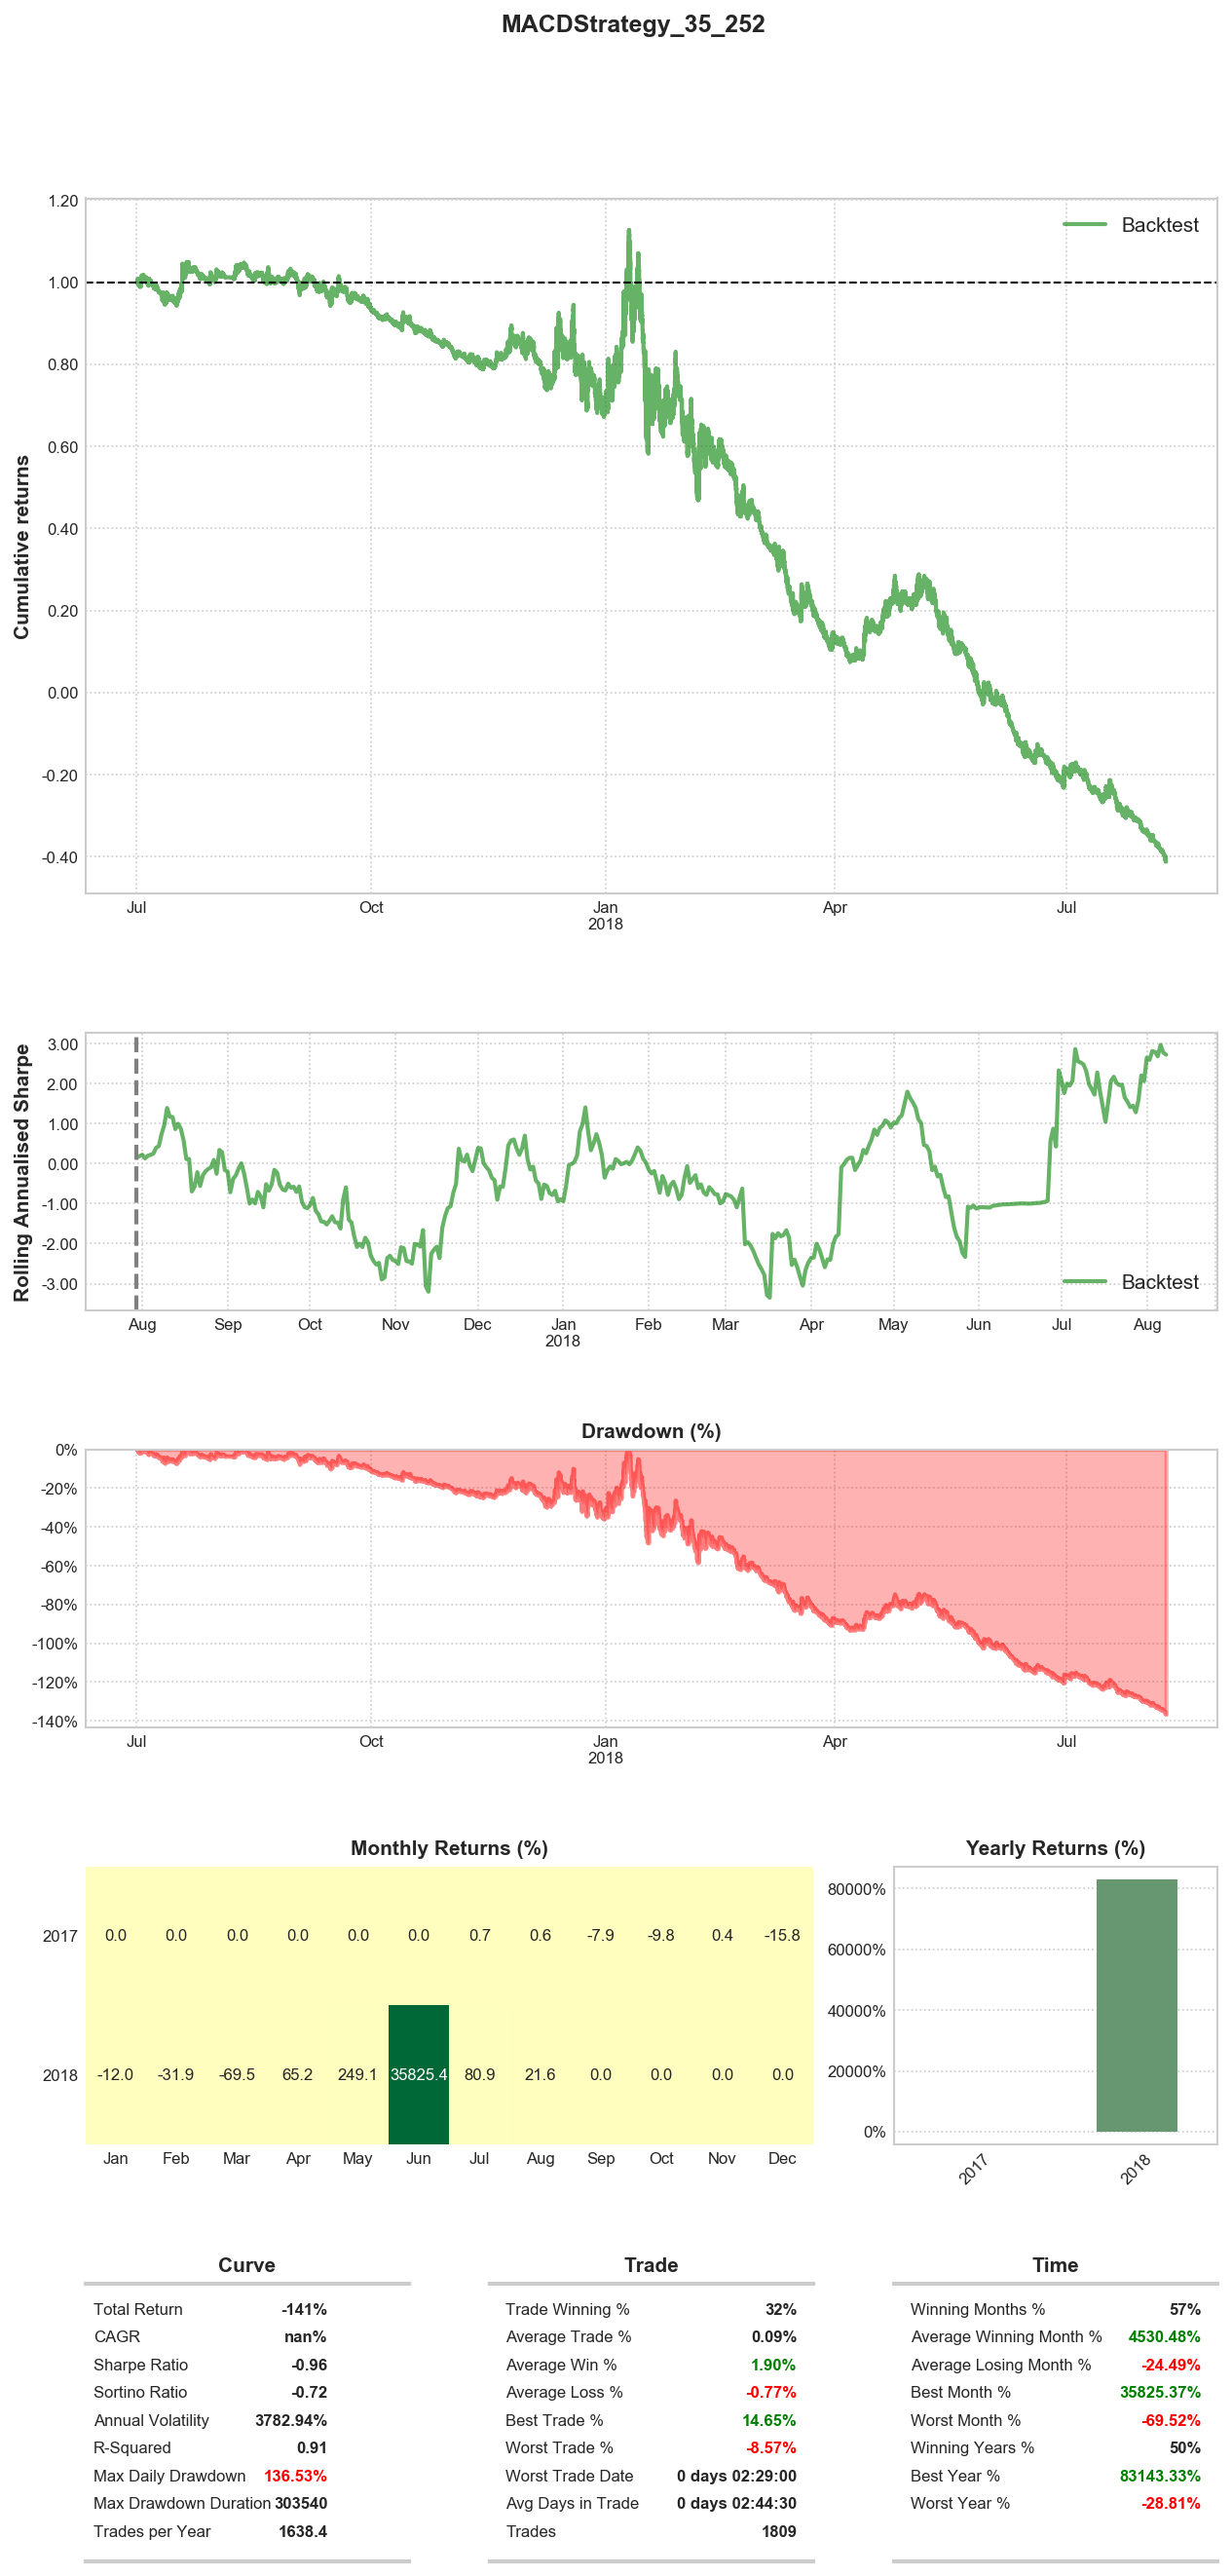 MACDStrategy_35_252
1.20
1.00
0.80
0.60
0.40
0.20
0.00
-0.20
-0.40
Cumulative returns
Backtest
Jul Oct Jan Apr Jul
2018
3.00
2.00
1.00
0.00
-1.00
-2.00
-3.00
Rolling Annualised Sharpe
Backtest
Aug Sep Oct Nov Dec Jan Feb Mar Apr May Jun Jul Aug
2018
Drawdown (%)
0%
-20%
-40%
-60%
-80%
-100%
-120%
-140%
Jul Oct Jan Apr Jul
2018
Monthly Returns (%)
2017 0.0 0.0 0.0 0.0 0.0 0.0 0.7 0.6 -7.9 -9.8 0.4 -15.8
2018 -12.0 -31.9 -69.5 65.2 249.1 35825.4 80.9 21.6 0.0 0.0 0.0 0.0
Jan Feb Mar Apr May Jun Jul Aug Sep Oct Nov Dec
Yearly Returns (%)
80000%
60000%
40000%
20000%
0%
2017 2018
Curve
Total Return -141%
CAGR nan%
Sharpe Ratio -0.96
Sortino Ratio -0.72
Annual Volatility 3782.94%
R-Squared 0.91
Max Daily Drawdown 136.53%
Max Drawdown Duration 303540
Trades per Year 1638.4
Trade
Trade Winning % 32%
Average Trade % 0.09%
Average Win % 1.90%
Average Loss % -0.77%
Best Trade % 14.65%
Worst Trade % -8.57%
Worst Trade Date 0 days 02:29:00
Avg Days in Trade 0 days 02:44:30
Trades 1809
Time
Winning Months % 57%
Average Winning Month % 4530.48%
Average Losing Month % -24.49%
Best Month % 35825.37%
Worst Month % -69.52%
Winning Years % 50%
Best Year % 83143.33%
Worst Year % -28.81%